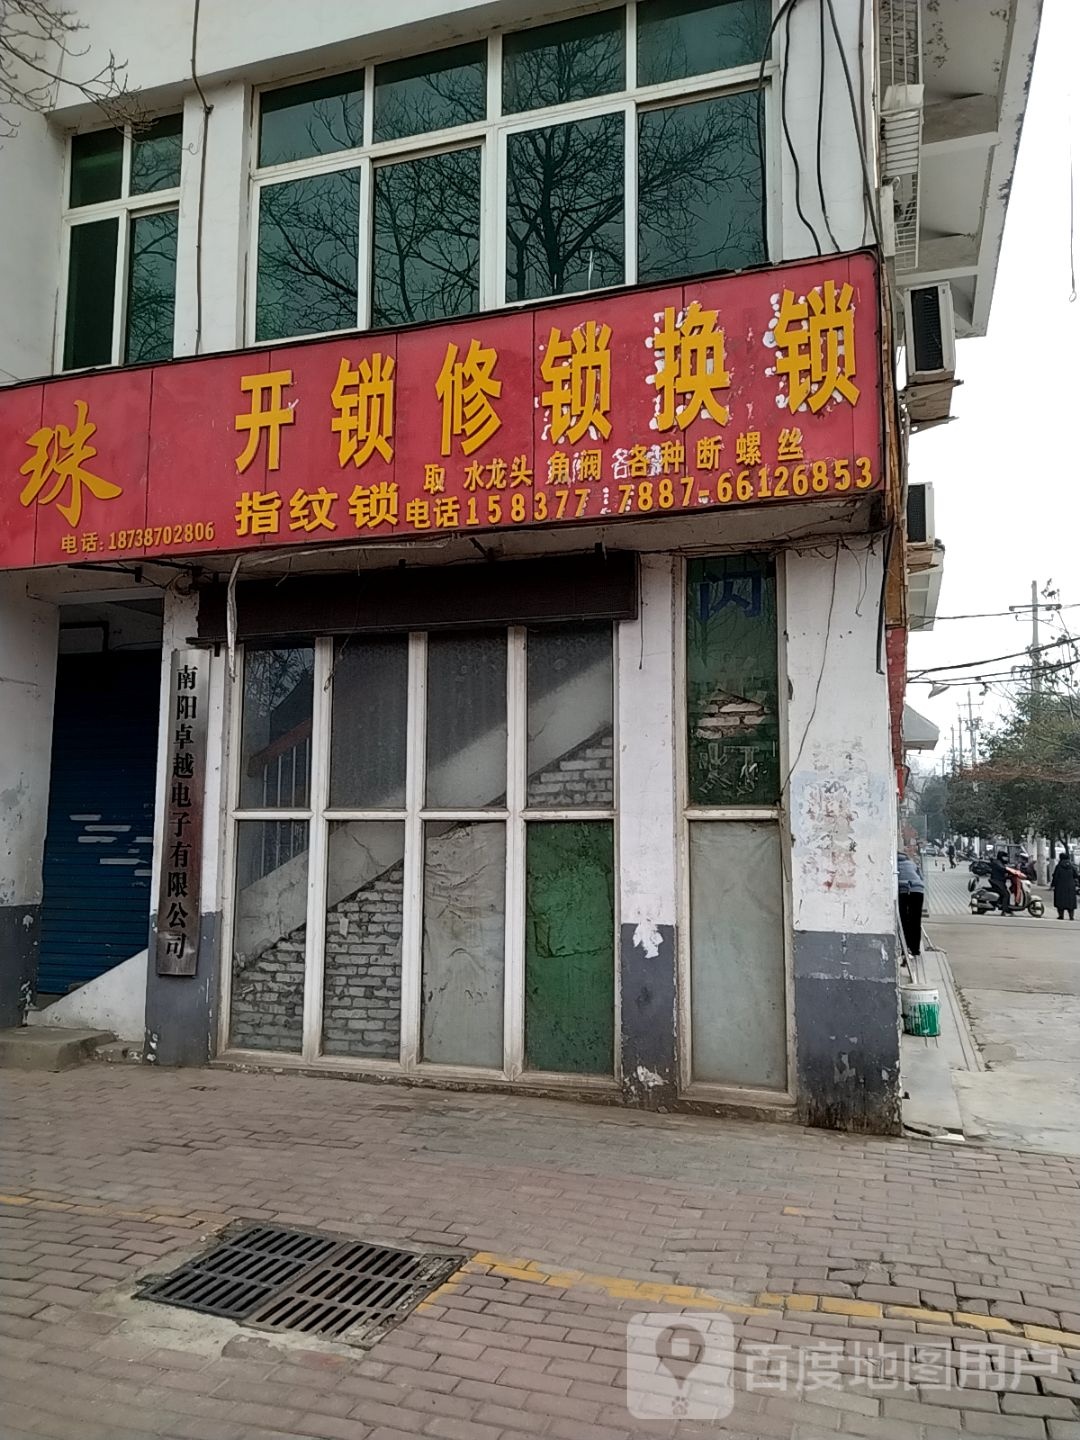 珠
电话:18738702806
开锁修锁换锁
取 水龙头 角阀 各种断螺丝
指纹锁 电话1583777887-66126853
闪
南阳卓越电子有限公司
百度地图用户